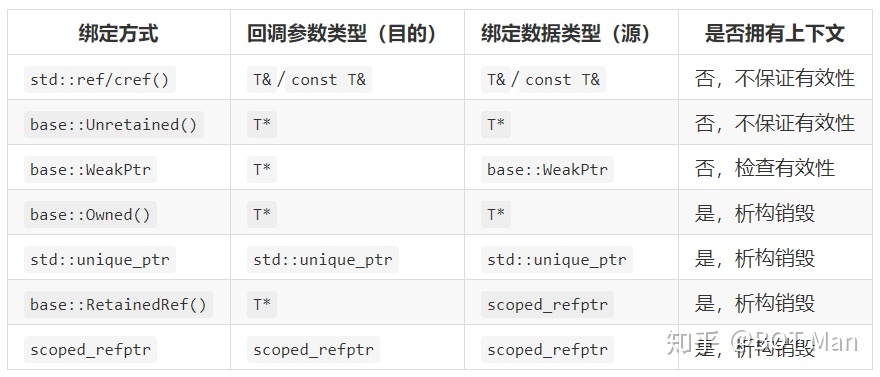 绑定方式 回调参数类型（目的） 绑定数据类型（源） 是否拥有上下文
std::ref/cref() T& / const T& T& / const T& 否，不保证有效性
base::Unretained() T* T* 否，不保证有效性
base::WeakPtr T* base::WeakPtr 否，检查有效性
base::Owned() T* T* 是，析构销毁
std::unique_ptr std::unique_ptr std::unique_ptr 是，析构销毁
base::RetainedRef() T* scoped_refptr 是，析构销毁
scoped_refptr scoped_refptr scoped_refptr 是，析构销毁
知乎 @BOT Man